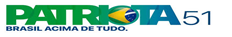 PATRIOTA 51
BRASIL ACIMA DE TUDO.